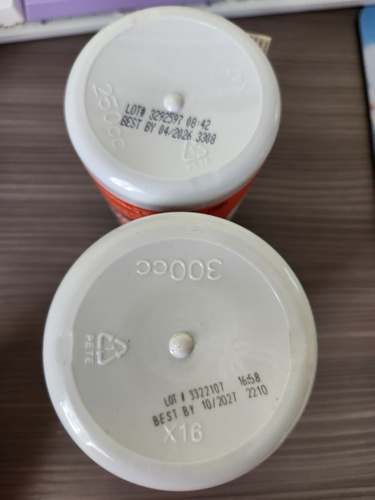 250cc
LOT# 3292597 08:42
BEST BY 04/2026 3308
300cc
PETE
LOT # 3322107 16:58
BEST BY 10/2027 2210
X16